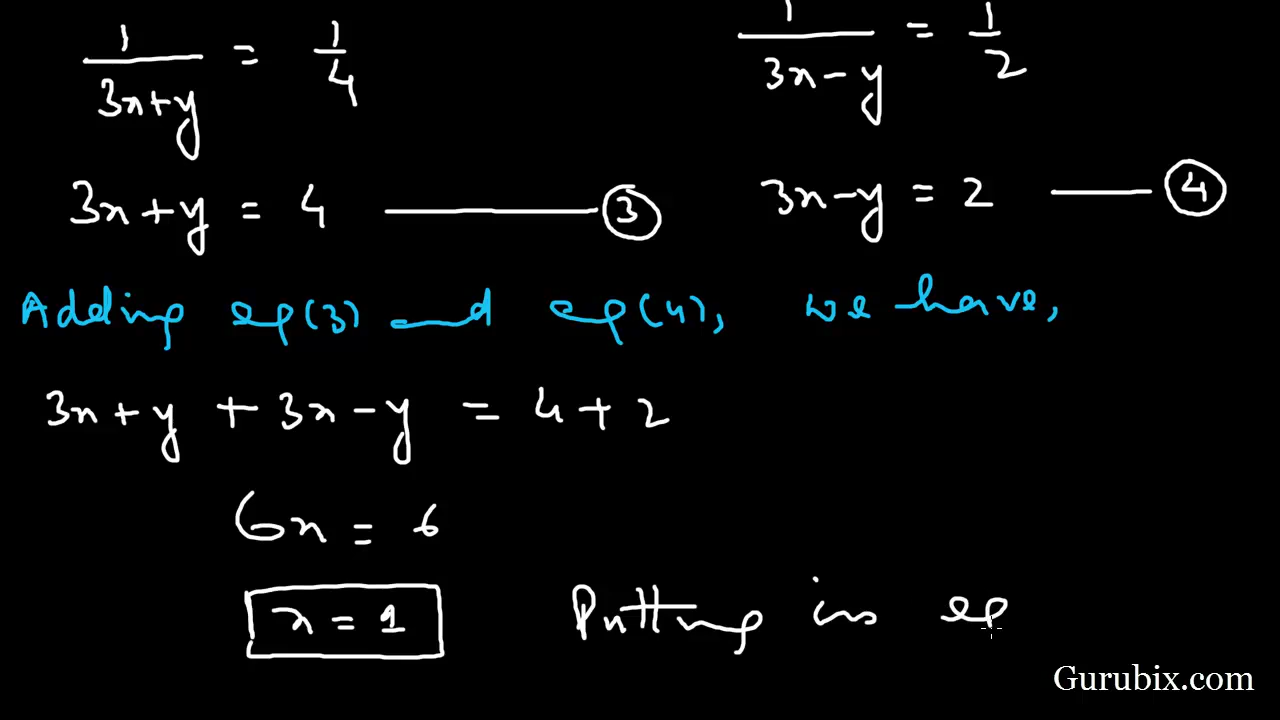 1/(3x+y) = 1/4
1/(3x-y) = 1/2
3x+y = 4 ——— ③
3x-y = 2 —— ④
Adding eq(3) and eq(4), we have,
3x+y + 3x-y = 4+2
6x = 6
x = 1
Putting in eq
Gurubix.com